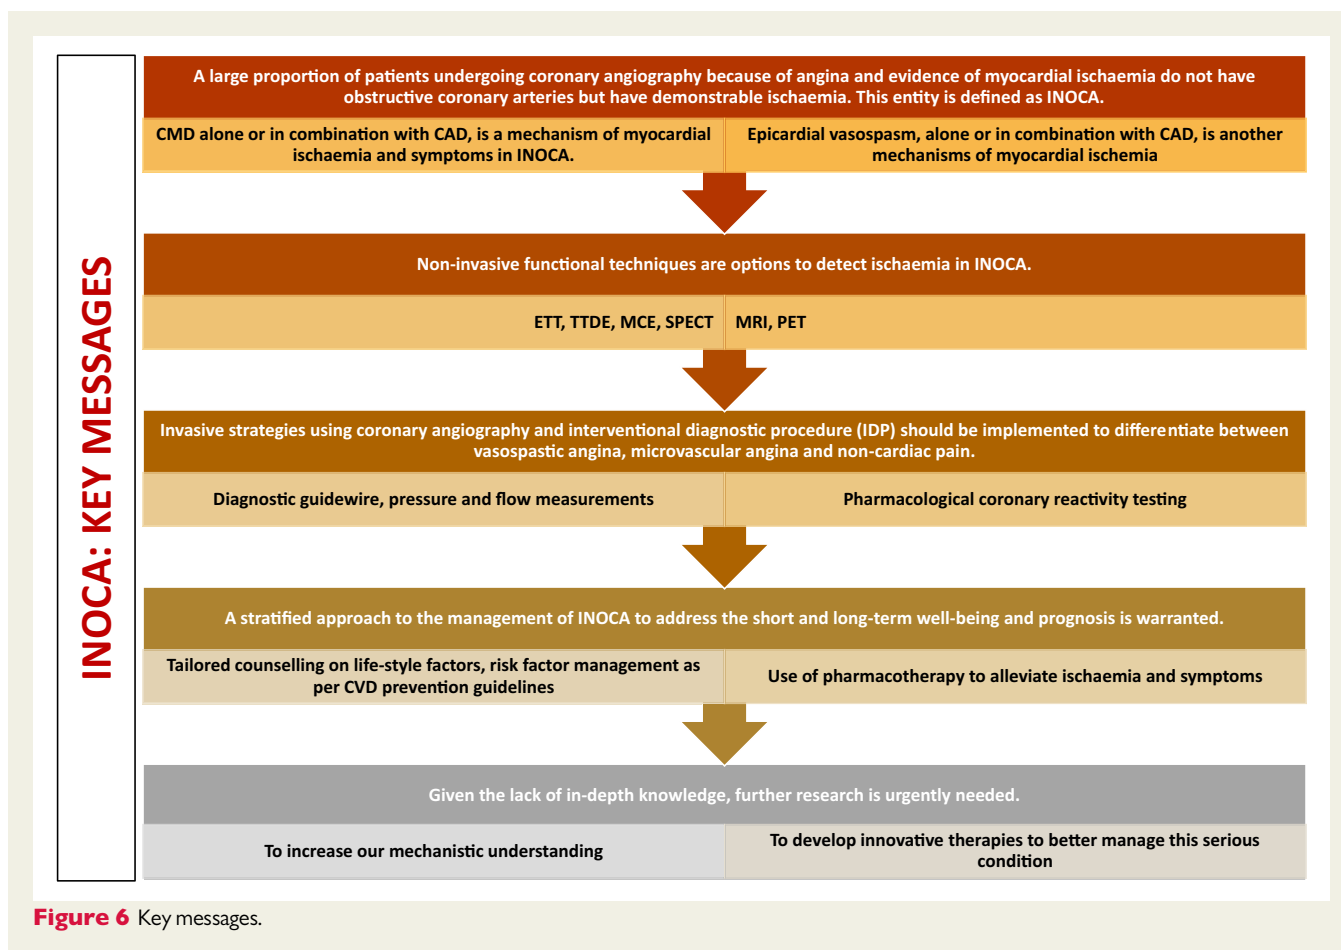 INOCA: KEY MESSAGES
A large proportion of patients undergoing coronary angiography because of angina and evidence of myocardial ischaemia do not have
obstructive coronary arteries but have demonstrable ischaemia. This entity is defined as INOCA.
CMD alone or in combination with CAD, is a mechanism of myocardial
ischaemia and symptoms in INOCA.
Epicardial vasospasm, alone or in combination with CAD, is another
mechanisms of myocardial ischemia
Non-invasive functional techniques are options to detect ischaemia in INOCA.
ETT, TTDE, MCE, SPECT
MRI, PET
Invasive strategies using coronary angiography and interventional diagnostic procedure (IDP) should be implemented to differentiate between
vasospastic angina, microvascular angina and non-cardiac pain.
Diagnostic guidewire, pressure and flow measurements
Pharmacological coronary reactivity testing
A stratified approach to the management of INOCA to address the short and long-term well-being and prognosis is warranted.
Tailored counselling on life-style factors, risk factor management as
per CVD prevention guidelines
Use of pharmacotherapy to alleviate ischaemia and symptoms
Given the lack of in-depth knowledge, further research is urgently needed.
To increase our mechanistic understanding
To develop innovative therapies to better manage this serious
condition
Figure 6 Key messages.